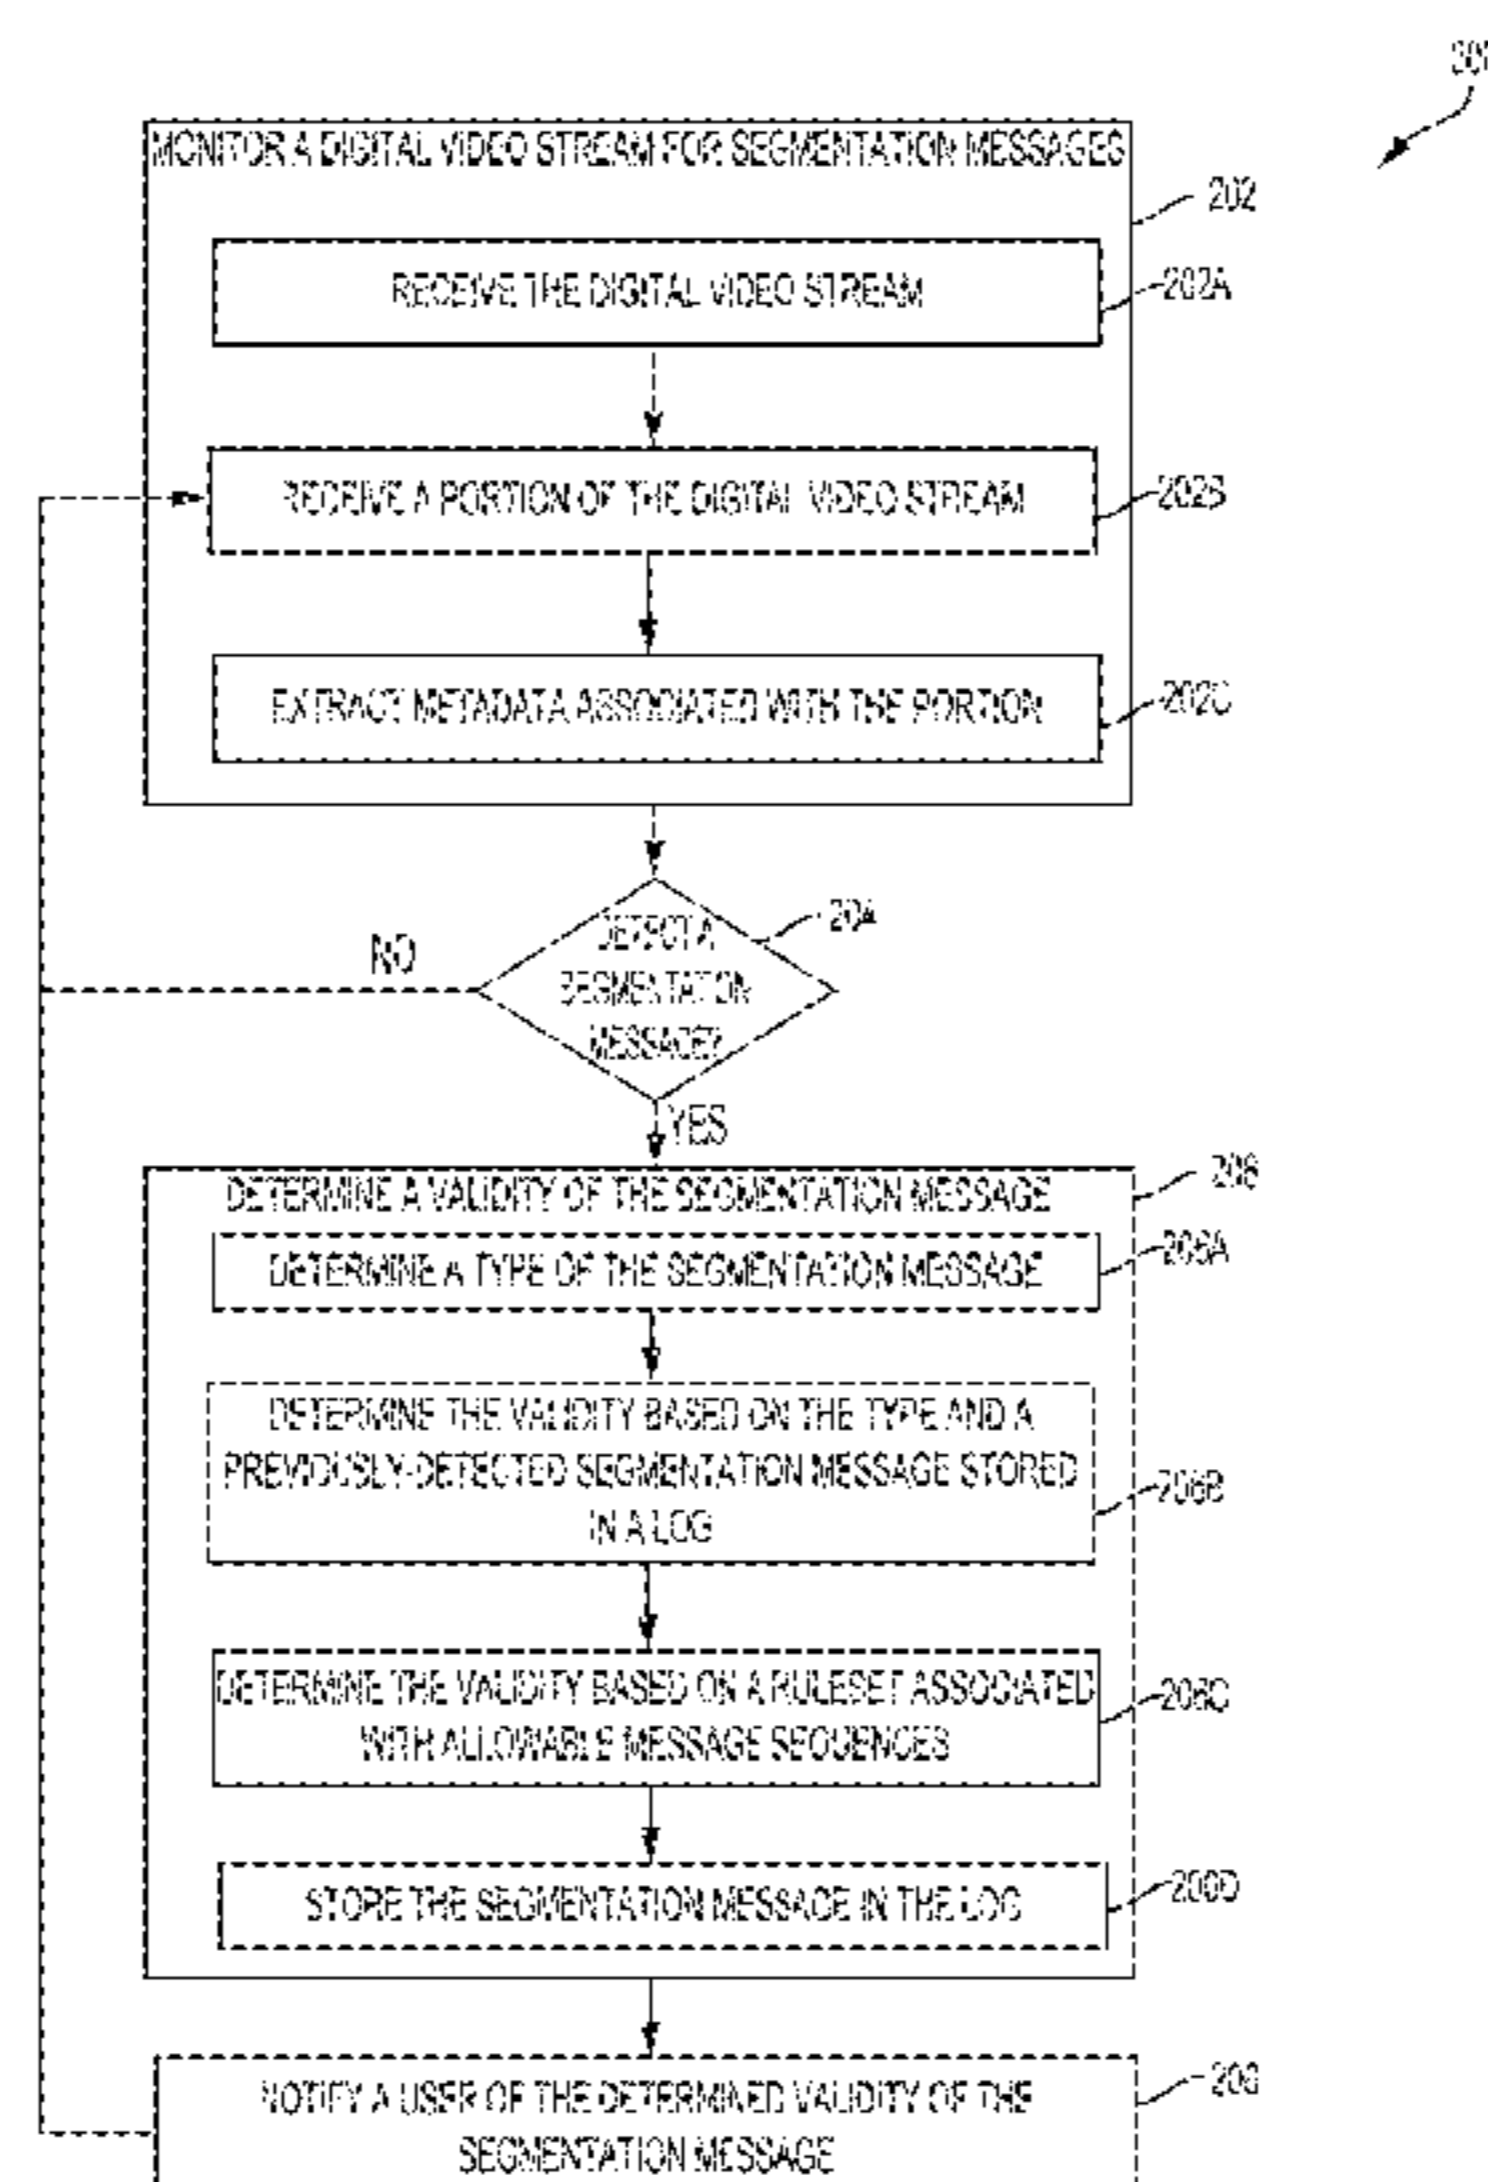 MONITOR A DIGITAL VIDEO STREAM FOR SEGMENTATION MESSAGES
202
RECEIVE THE DIGITAL VIDEO STREAM
202A
RECEIVE A PORTION OF THE DIGITAL VIDEO STREAM
202B
EXTRACT METADATA ASSOCIATED WITH THE PORTION
202C
DETECT A
SEGMENTATION
MESSAGE?
204
NO
YES
DETERMINE A VALIDITY OF THE SEGMENTATION MESSAGE
206
DETERMINE A TYPE OF THE SEGMENTATION MESSAGE
206A
DETERMINE THE VALIDITY BASED ON THE TYPE AND A
PREVIOUSLY-DETECTED SEGMENTATION MESSAGE STORED
IN A LOG
206B
DETERMINE THE VALIDITY BASED ON A RULESET ASSOCIATED
WITH ALLOWABLE MESSAGE SEQUENCES
206C
STORE THE SEGMENTATION MESSAGE IN THE LOG
206D
NOTIFY A USER OF THE DETERMINED VALIDITY OF THE
SEGMENTATION MESSAGE